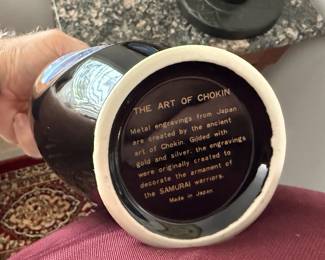 THE ART OF CHOKIN
Metal engravings from Japan
are created by the ancient
art of Chokin. Gilded with
gold and silver, the engravings
were originally created to
decorate the armament of
the SAMURAI warriors.
Made in Japan